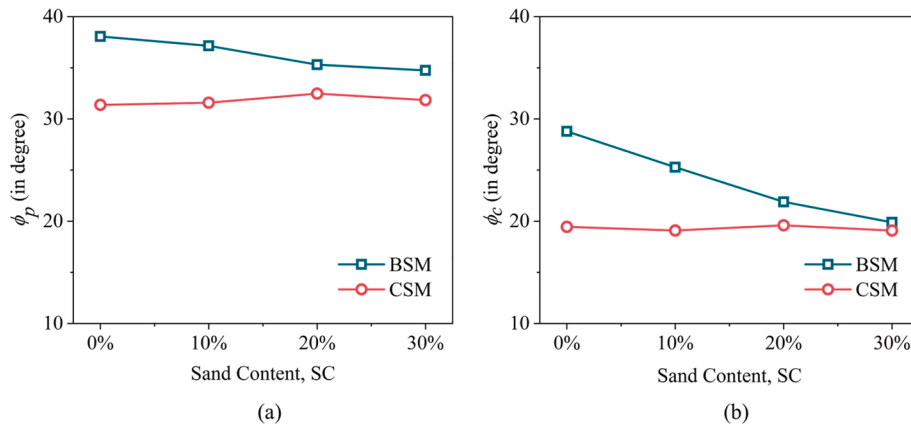 40
30
20
10
ϕp (in degree)
BSM
CSM
0%
10%
20%
30%
Sand Content, SC
(a)
40
30
20
10
ϕc (in degree)
BSM
CSM
0%
10%
20%
30%
Sand Content, SC
(b)